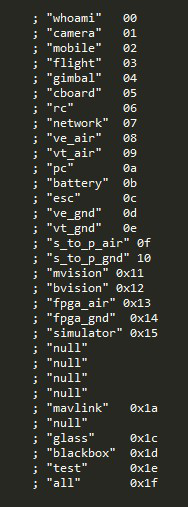 ; "whoami" 00
; "camera" 01
; "mobile" 02
; "flight" 03
; "gimbal" 04
; "cboard" 05
; "rc" 06
; "network" 07
; "ve_air" 08
; "vt_air" 09
; "pc" 0a
; "battery" 0b
; "esc" 0c
; "ve_gnd" 0d
; "vt_gnd" 0e
; "s_to_p_air" 0f
; "s_to_p_gnd" 10
; "mvision" 0x11
; "bvision" 0x12
; "fpga_air" 0x13
; "fpga_gnd" 0x14
; "simulator" 0x15
; "null"
; "null"
; "null"
; "null"
; "mavlink" 0x1a
; "null"
; "glass" 0x1c
; "blackbox" 0x1d
; "test" 0x1e
; "all" 0x1f